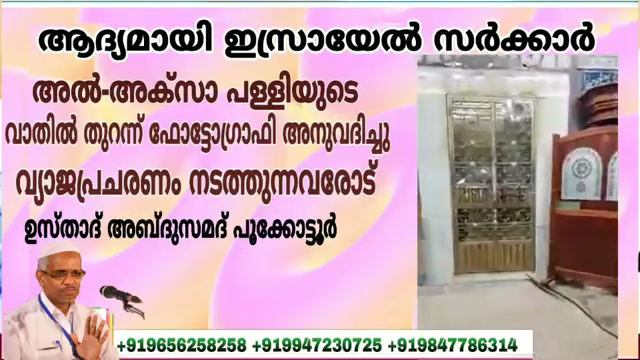 ആദ്യമായി ഇസ്രായേൽ സർക്കാർ
അൽ-അക്സാ പള്ളിയുടെ
വാതിൽ തുറന്ന് ഫോട്ടോഗ്രാഫി അനുവദിച്ചു
വ്യാജപ്രചരണം നടത്തുന്നവരോട്
ഉസ്താദ് അബ്ദുസമദ് പൂക്കോട്ടൂർ
+919656258258 +919947230725 +919847786314